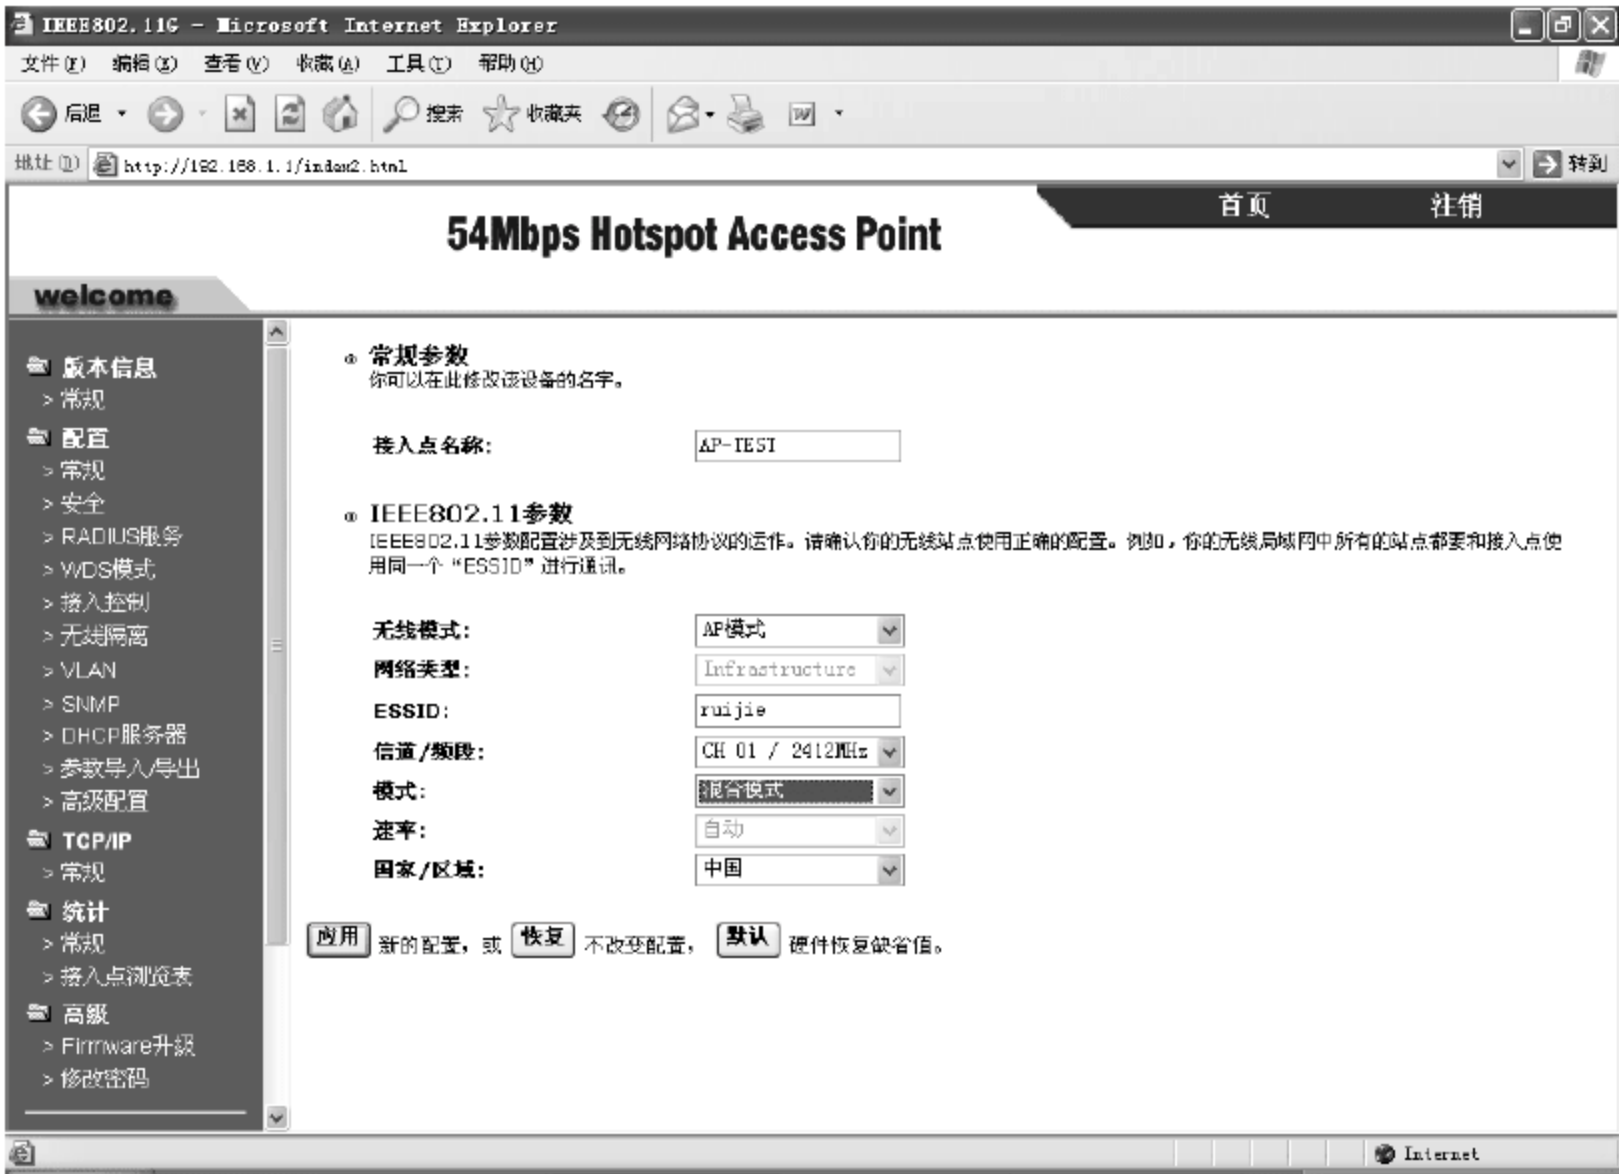 IEEE802.11G - Microsoft Internet Explorer
文件(F) 编辑(E) 查看(V) 收藏(A) 工具(T) 帮助(H)
后退 搜索 收藏夹
地址(D) http://192.168.1.1/index2.html 转到
首页 注销
54Mbps Hotspot Access Point
welcome
版本信息
> 常规
配置
> 常规
> 安全
> RADIUS服务
> WDS模式
> 接入控制
> 无线隔离
> VLAN
> SNMP
> DHCP服务器
> 参数导入/导出
> 高级配置
TCP/IP
> 常规
统计
> 常规
> 接入点浏览表
高级
> Firmware升级
> 修改密码
常规参数
你可以在此修改该设备的名字。
接入点名称: AP-TEST
IEEE802.11参数
IEEE802.11参数配置涉及到无线网络协议的运作。请确认你的无线站点使用正确的配置。例如，你的无线局域网中所有的站点都要和接入点使
用同一个“ESSID”进行通讯。
无线模式: AP模式
网络类型: Infrastructure
ESSID: ruijie
信道/频段: CH 01 / 2412MHz
模式: 混合模式
速率: 自动
国家/区域: 中国
应用 新的配置，或 恢复 不改变配置， 默认 硬件恢复缺省值。
Internet